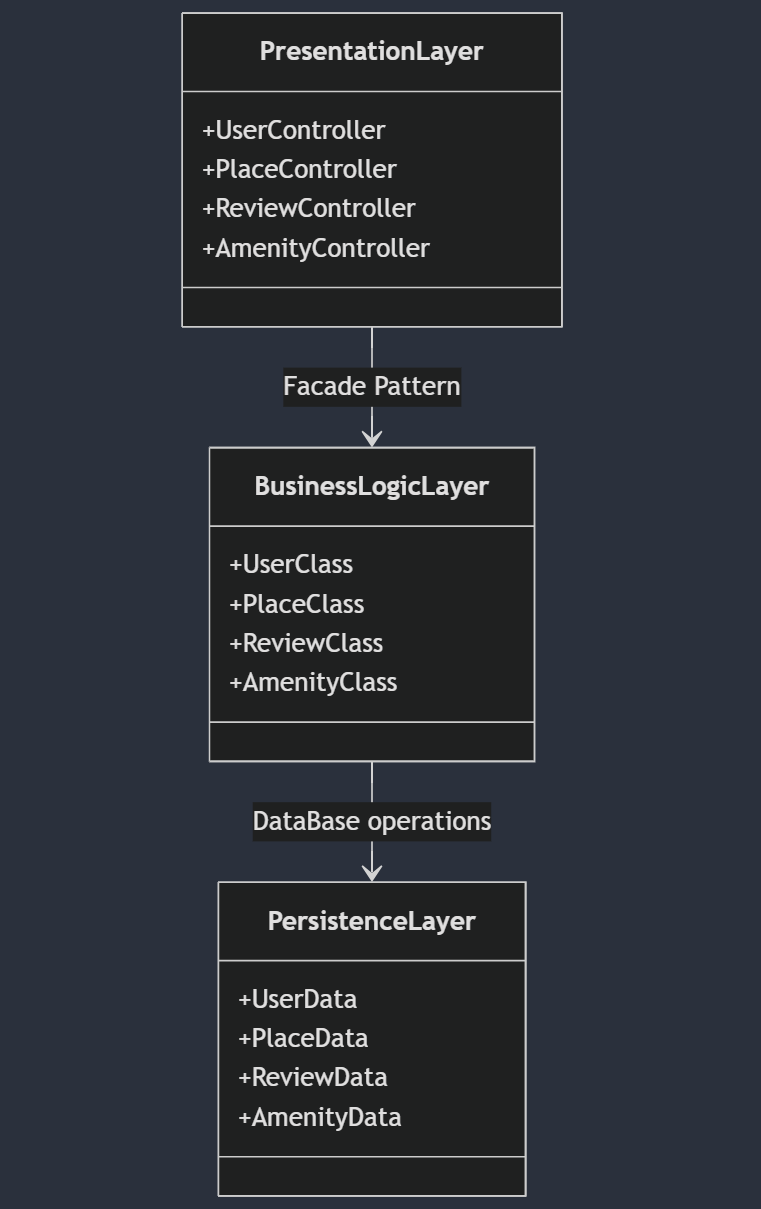 PresentationLayer
+UserController
+PlaceController
+ReviewController
+AmenityController
Facade Pattern
BusinessLogicLayer
+UserClass
+PlaceClass
+ReviewClass
+AmenityClass
DataBase operations
PersistenceLayer
+UserData
+PlaceData
+ReviewData
+AmenityData